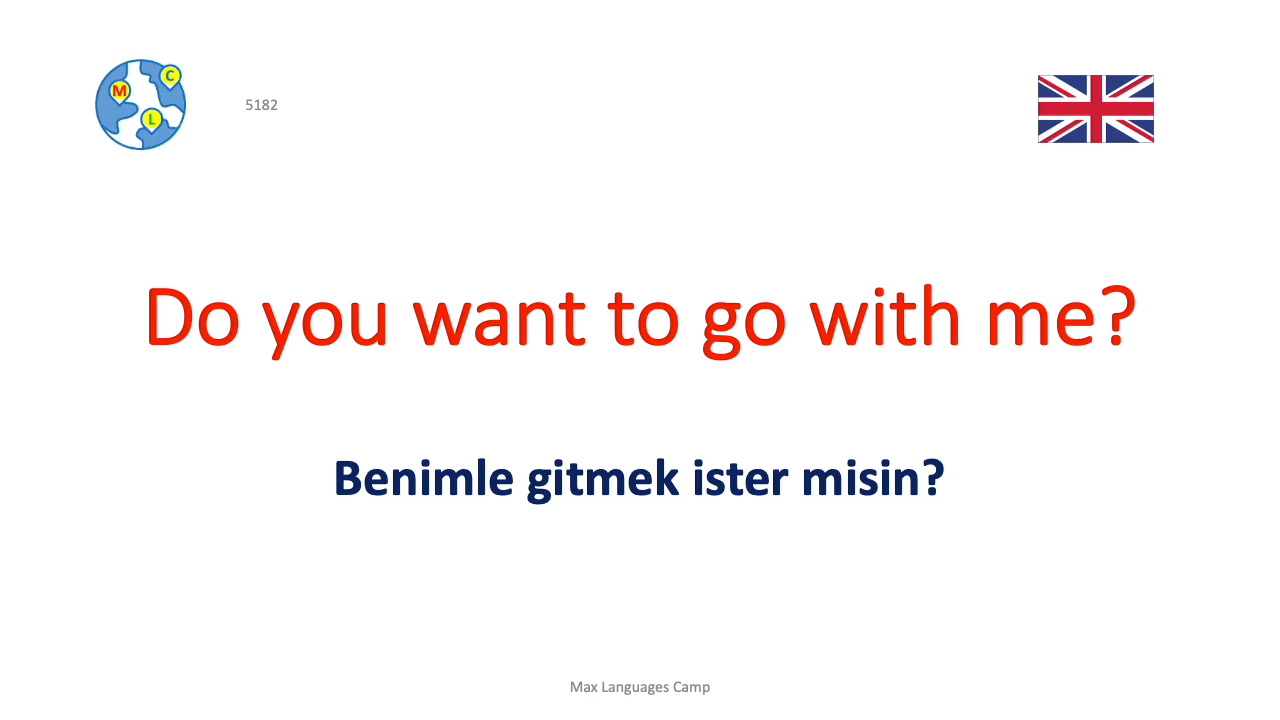 M
C
L
5182
Do you want to go with me?
Benimle gitmek ister misin?
Max Languages Camp